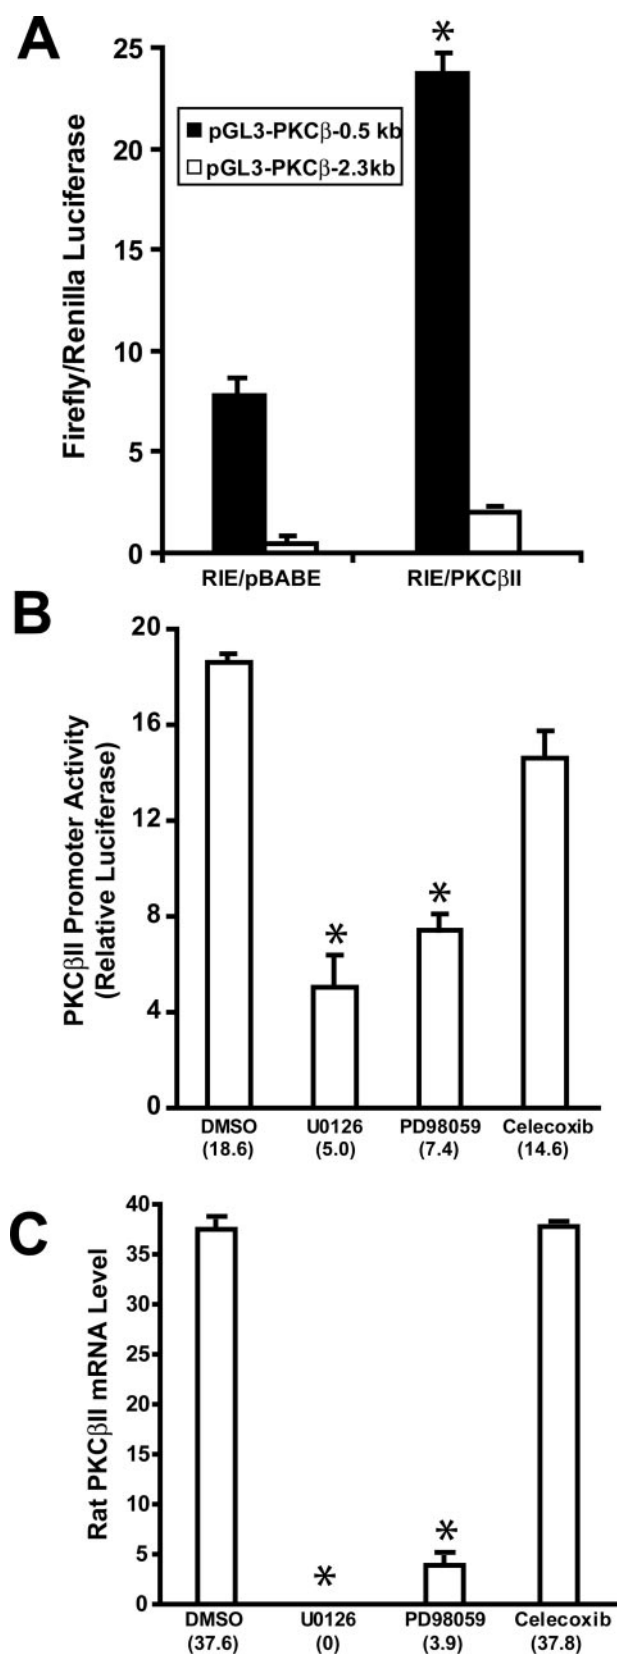 A
Firefly/Renilla Luciferase
25
20
15
10
5
0
*
pGL3-PKCβ-0.5 kb
pGL3-PKCβ-2.3kb
RIE/pBABE RIE/PKCβII
B
PKCβII Promoter Activity
(Relative Luciferase)
20
16
12
8
4
0
* *
DMSO U0126 PD98059 Celecoxib
(18.6) (5.0) (7.4) (14.6)
C
Rat PKCβII mRNA Level
40
35
30
25
20
15
10
5
0
* *
DMSO U0126 PD98059 Celecoxib
(37.6) (0) (3.9) (37.8)